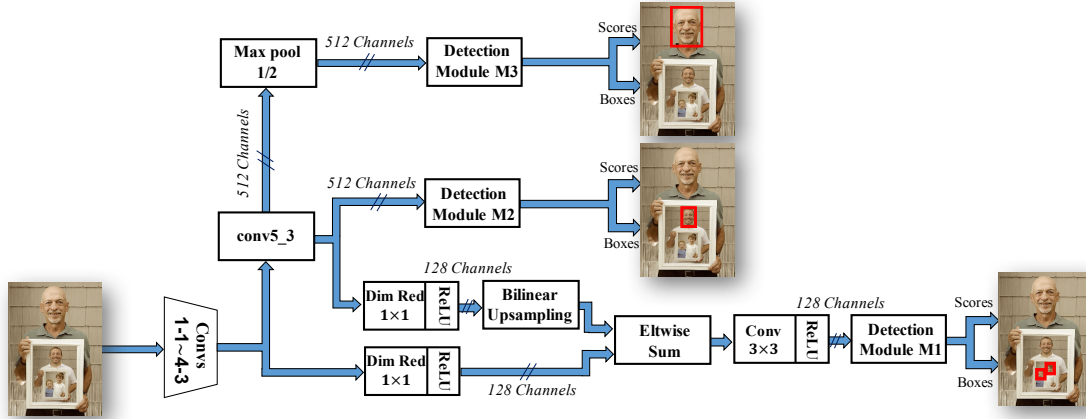 512 Channels
Max pool
1/2
Detection
Module M3
Scores
Boxes
512 Channels
512 Channels
Detection
Module M2
Scores
Boxes
conv5_3
128 Channels
Dim Red
1×1
ReLU
Bilinear
Upsampling
Convs
1-1~4-3
Dim Red
1×1
ReLU
128 Channels
Eltwise
Sum
Conv
3×3
ReLU
128 Channels
Detection
Module M1
Scores
Boxes